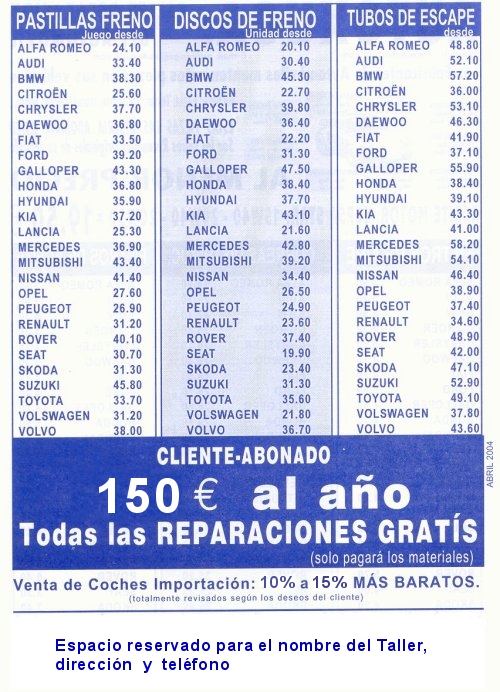 PASTILLAS FRENO
Juego desde
ALFA ROMEO 24.10
AUDI 33.40
BMW 38.30
CITROËN 25.60
CHRYSLER 37.70
DAEWOO 36.80
FIAT 33.50
FORD 39.20
GALLOPER 43.30
HONDA 36.80
HYUNDAI 35.90
KIA 37.20
LANCIA 25.30
MERCEDES 36.90
MITSUBISHI 43.40
NISSAN 41.40
OPEL 27.60
PEUGEOT 26.90
RENAULT 31.20
ROVER 40.10
SEAT 30.70
SKODA 31.30
SUZUKI 45.80
TOYOTA 33.70
VOLSWAGEN 31.20
VOLVO 38.00
DISCOS DE FRENO
Unidad desde
ALFA ROMEO 20.10
AUDI 30.40
BMW 45.30
CITROËN 22.70
CHRYSLER 39.80
DAEWOO 36.40
FIAT 22.20
FORD 31.30
GALLOPER 47.50
HONDA 38.40
HYUNDAI 37.70
KIA 43.10
LANCIA 21.60
MERCEDES 42.80
MITSUBISHI 39.20
NISSAN 34.40
OPEL 26.50
PEUGEOT 24.90
RENAULT 23.60
ROVER 37.40
SEAT 19.90
SKODA 23.40
SUZUKI 31.30
TOYOTA 35.60
VOLSWAGEN 21.80
VOLVO 36.70
TUBOS DE ESCAPE
desde
ALFA ROMEO 48.80
AUDI 52.10
BMW 57.20
CITROËN 36.00
CHRYSLER 53.10
DAEWOO 46.30
FIAT 41.90
FORD 37.10
GALLOPER 55.90
HONDA 38.40
HYUNDAI 39.10
KIA 43.30
LANCIA 41.00
MERCEDES 58.20
MITSUBISHI 54.10
NISSAN 46.40
OPEL 38.90
PEUGEOT 37.40
RENAULT 34.60
ROVER 48.90
SEAT 42.00
SKODA 47.10
SUZUKI 52.90
TOYOTA 49.10
VOLSWAGEN 37.80
VOLVO 43.60
CLIENTE-ABONADO
150 € al año
Todas las REPARACIONES GRATÍS
(solo pagará los materiales)
ABRIL 2004
Venta de Coches Importación: 10% a 15% MÁS BARATOS.
(totalmente revisados según los deseos del cliente)
Espacio reservado para el nombre del Taller,
dirección y teléfono